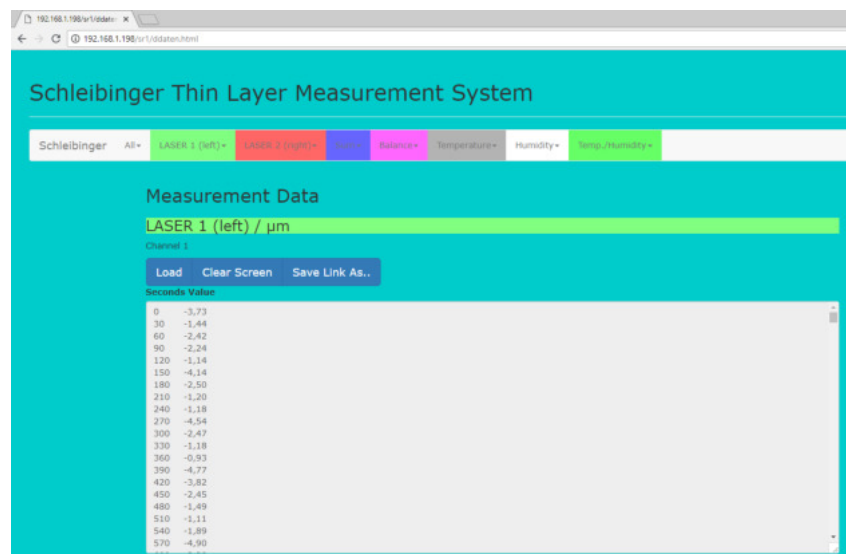 192.168.1.198/sr1/ddaten
192.168.1.198/sr1/ddaten.html
Schleibinger Thin Layer Measurement System
Schleibinger All LASER 1 (left) LASER 2 (right) Balance Temperature Humidity Temp./Humidity
Measurement Data
LASER 1 (left) / µm
Channel 1
Load Clear Screen Save Link As..
Seconds Value
0 -3,73
30 -1,44
60 -2,42
90 -2,24
120 -1,14
150 -4,14
180 -2,50
210 -1,20
240 -1,18
270 -4,54
300 -2,47
330 -1,18
360 -0,93
390 -4,77
420 -3,82
450 -2,45
480 -1,49
510 -1,11
540 -1,89
570 -4,90